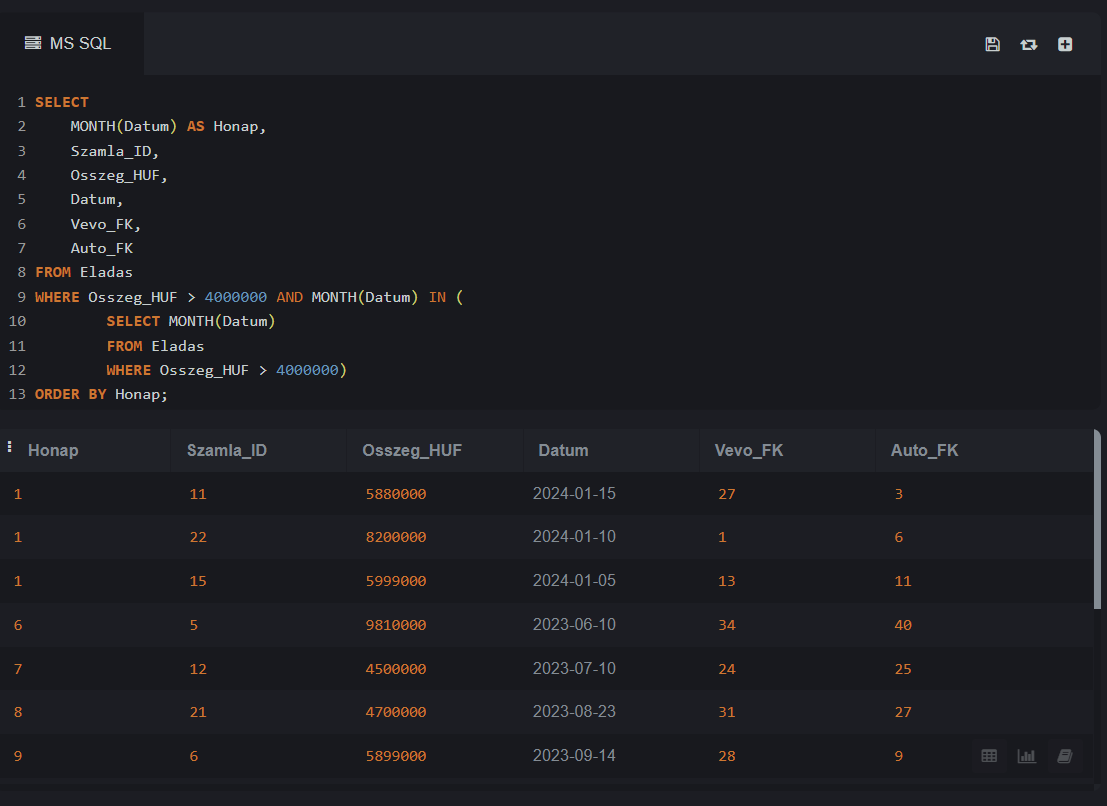 MS SQL
1 SELECT
2 MONTH(Datum) AS Honap,
3 Szamla_ID,
4 Osszeg_HUF,
5 Datum,
6 Vevo_FK,
7 Auto_FK
8 FROM Eladas
9 WHERE Osszeg_HUF > 4000000 AND MONTH(Datum) IN (
10 SELECT MONTH(Datum)
11 FROM Eladas
12 WHERE Osszeg_HUF > 4000000)
13 ORDER BY Honap;
Honap Szamla_ID Osszeg_HUF Datum Vevo_FK Auto_FK
1 11 5880000 2024-01-15 27 3
1 22 8200000 2024-01-10 1 6
1 15 5999000 2024-01-05 13 11
6 5 9810000 2023-06-10 34 40
7 12 4500000 2023-07-10 24 25
8 21 4700000 2023-08-23 31 27
9 6 5899000 2023-09-14 28 9